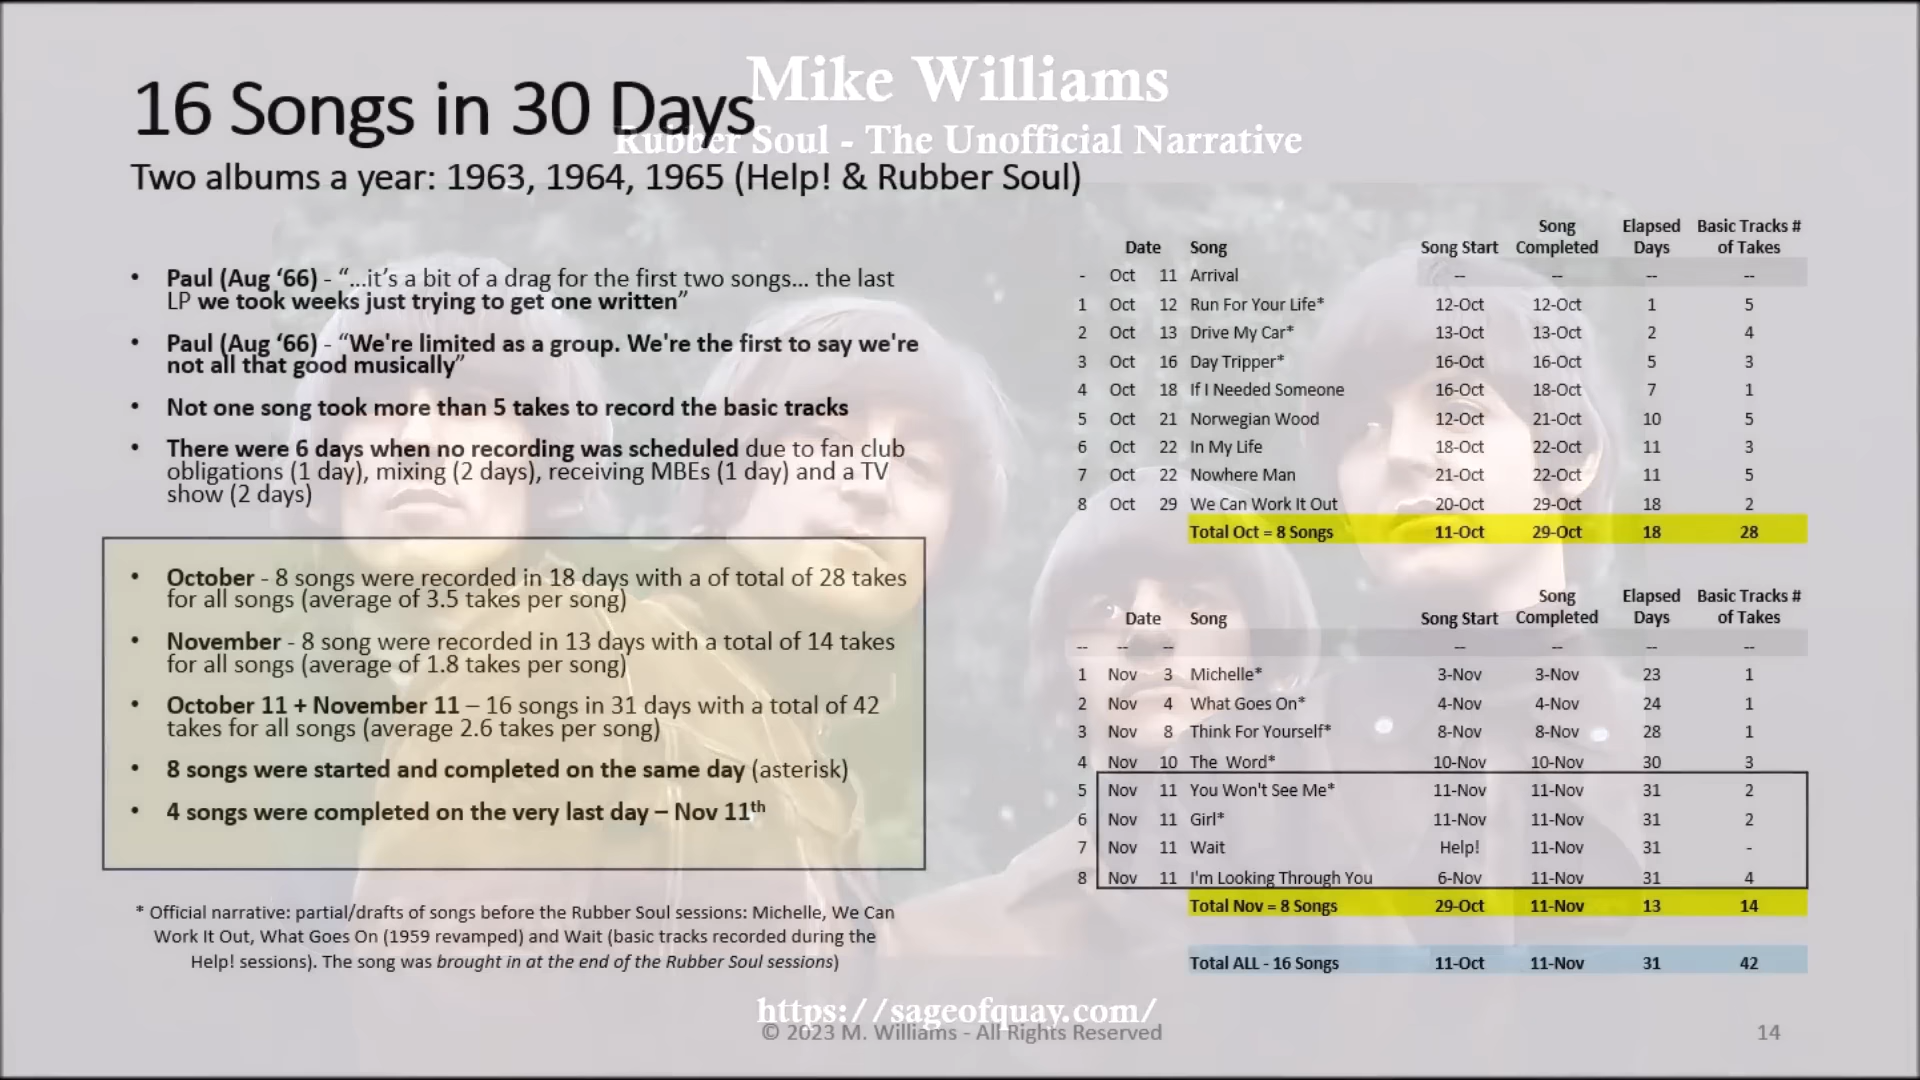 Mike Williams
16 Songs in 30 Days
Rubber Soul - The Unofficial Narrative
Two albums a year: 1963, 1964, 1965 (Help! & Rubber Soul)
• Paul (Aug ‘66) - “...it’s a bit of a drag for the first two songs... the last
LP we took weeks just trying to get one written”
• Paul (Aug ‘66) - “We're limited as a group. We're the first to say we're
not all that good musically”
• Not one song took more than 5 takes to record the basic tracks
• There were 6 days when no recording was scheduled due to fan club
obligations (1 day), mixing (2 days), receiving MBEs (1 day) and a TV
show (2 days)
• October - 8 songs were recorded in 18 days with a of total of 28 takes
for all songs (average of 3.5 takes per song)
• November - 8 song were recorded in 13 days with a total of 14 takes
for all songs (average of 1.8 takes per song)
• October 11 + November 11 – 16 songs in 31 days with a total of 42
takes for all songs (average 2.6 takes per song)
• 8 songs were started and completed on the same day (asterisk)
• 4 songs were completed on the very last day – Nov 11th
* Official narrative: partial/drafts of songs before the Rubber Soul sessions: Michelle, We Can
Work It Out, What Goes On (1959 revamped) and Wait (basic tracks recorded during the
Help! sessions). The song was brought in at the end of the Rubber Soul sessions)
Song Elapsed Basic Tracks #
Date Song Song Start Completed Days of Takes
- Oct 11 Arrival -- -- -- --
1 Oct 12 Run For Your Life* 12-Oct 12-Oct 1 5
2 Oct 13 Drive My Car* 13-Oct 13-Oct 2 4
3 Oct 16 Day Tripper* 16-Oct 16-Oct 5 3
4 Oct 18 If I Needed Someone 16-Oct 18-Oct 7 1
5 Oct 21 Norwegian Wood 12-Oct 21-Oct 10 5
6 Oct 22 In My Life 18-Oct 22-Oct 11 3
7 Oct 22 Nowhere Man 21-Oct 22-Oct 11 5
8 Oct 29 We Can Work It Out 20-Oct 29-Oct 18 2
Total Oct = 8 Songs 11-Oct 29-Oct 18 28
Song Elapsed Basic Tracks #
Date Song Song Start Completed Days of Takes
-- -- -- -- -- -- --
1 Nov 3 Michelle* 3-Nov 3-Nov 23 1
2 Nov 4 What Goes On* 4-Nov 4-Nov 24 1
3 Nov 8 Think For Yourself* 8-Nov 8-Nov 28 1
4 Nov 10 The Word* 10-Nov 10-Nov 30 3
5 Nov 11 You Won't See Me* 11-Nov 11-Nov 31 2
6 Nov 11 Girl* 11-Nov 11-Nov 31 2
7 Nov 11 Wait Help! 11-Nov 31 -
8 Nov 11 I'm Looking Through You 6-Nov 11-Nov 31 4
Total Nov = 8 Songs 29-Oct 11-Nov 13 14
Total ALL - 16 Songs 11-Oct 11-Nov 31 42
https://sageofquay.com/
© 2023 M. Williams - All Rights Reserved
14